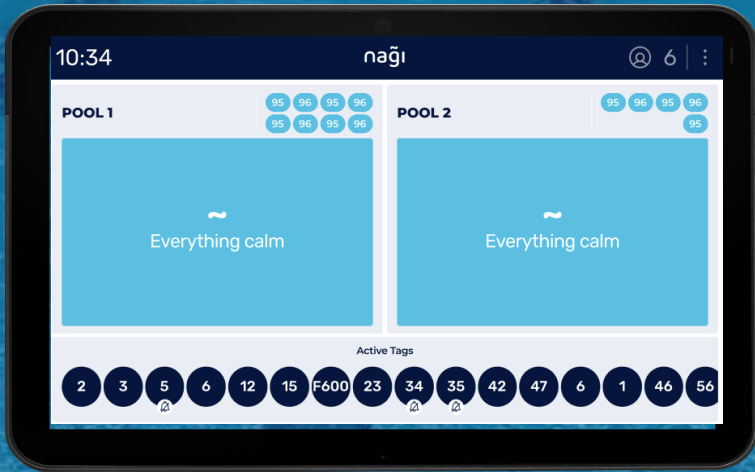 10:34
nag̃ı
6
POOL 1
95 96 95 96
95 96 95 96
Everything calm
POOL 2
95 96 95 96
95
Everything calm
Active Tags
2 3 5 6 12 15 F600 23 34 35 42 47 6 1 46 56